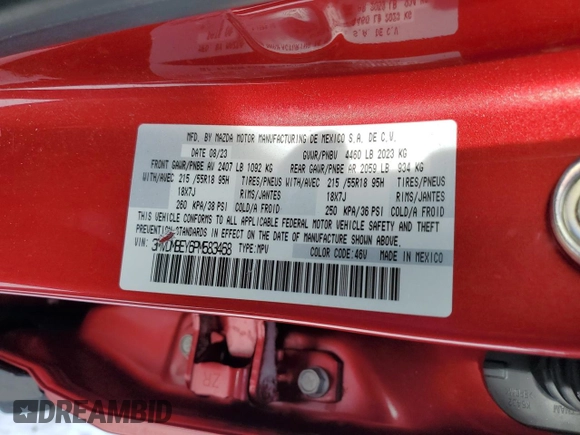 MFD. BY MAZDA MOTOR MANUFACTURING DE MEXICO S.A. DE C.V.
DATE 08/23 GVWR/PNBV 4460 LB 2023 KG
FRONT GAWR/PNBE AV 2407 LB 1092 KG REAR GAWR/PNBE AR 2059 LB 934 KG
WITH/AVEC 215/55R18 95H TIRES/PNEUS WITH/AVEC 215/55R18 95H TIRES/PNEUS
18X7J RIMS/JANTES 18X7J RIMS/JANTES
260 KPA/38 PSI COLD/A FROID 250 KPA/36 PSI COLD/A FROID
THIS VEHICLE CONFORMS TO ALL APPLICABLE FEDERAL MOTOR VEHICLE SAFETY AND THEFT
PREVENTION STANDARDS IN EFFECT ON THE DATE OF MANUFACTURE SHOWN ABOVE.
TYPE:MPV COLOR CODE:46V MADE IN MEXICO
DREAMBID